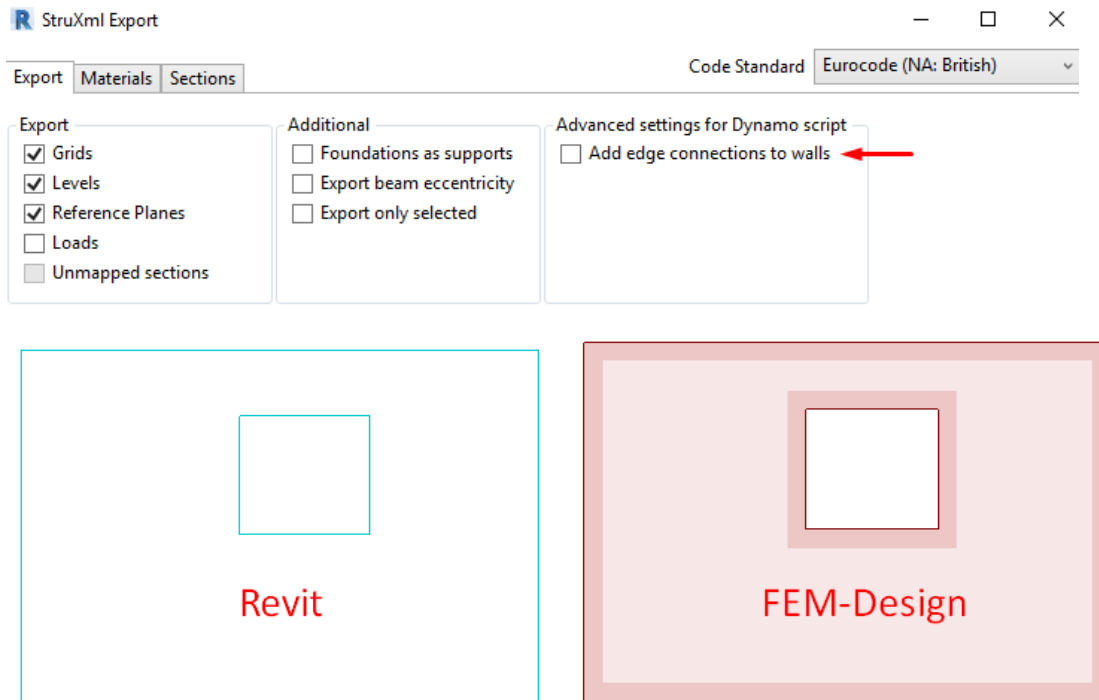 StruXml Export
Code Standard Eurocode (NA: British)
Export Materials Sections
Export Additional Advanced settings for Dynamo script
Grids Foundations as supports Add edge connections to walls
Levels Export beam eccentricity
Reference Planes Export only selected
Loads
Unmapped sections
Revit FEM-Design